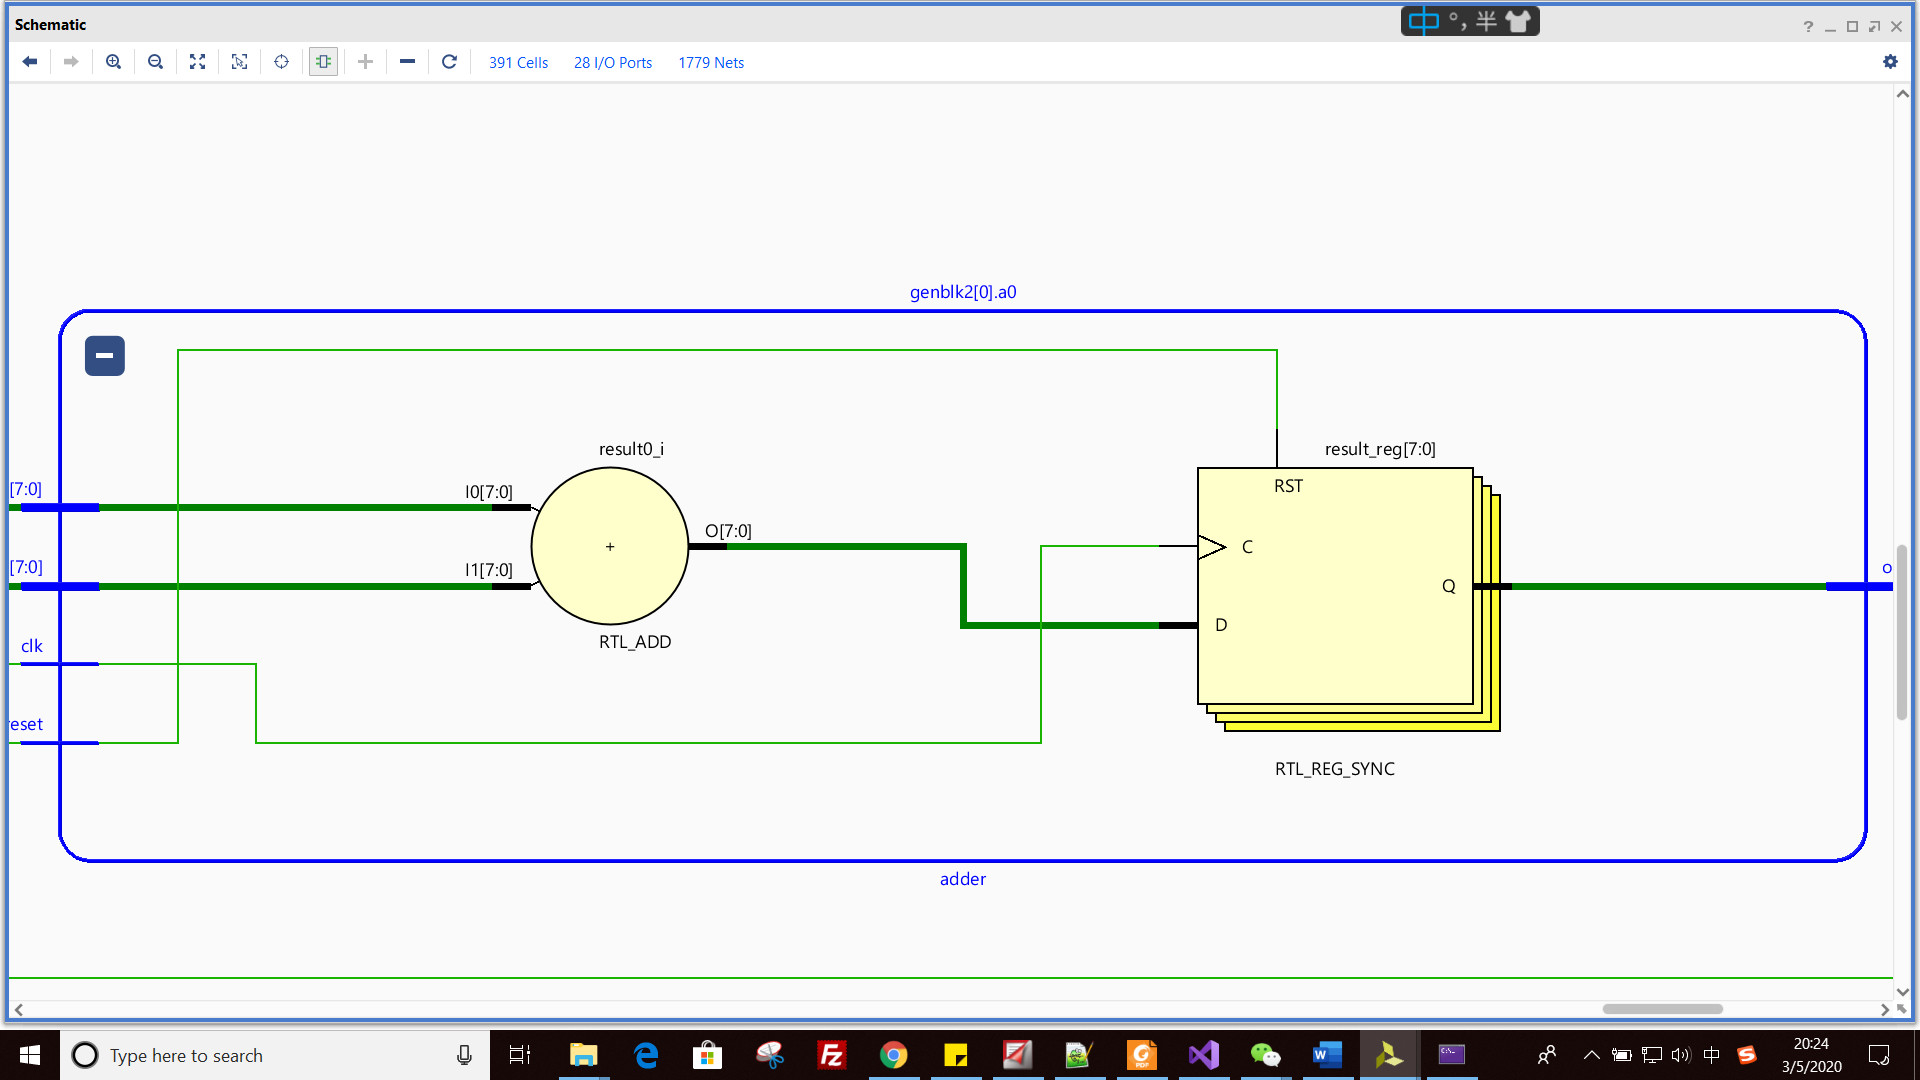 Schematic
中 °, 半
391 Cells 28 I/O Ports 1779 Nets
genblk2[0].a0
result0_i
result_reg[7:0]
[7:0]
I0[7:0]
RST
O[7:0]
+
C
[7:0]
I1[7:0]
Q
o
D
clk
RTL_ADD
eset
RTL_REG_SYNC
adder
Type here to search
中
20:24
3/5/2020